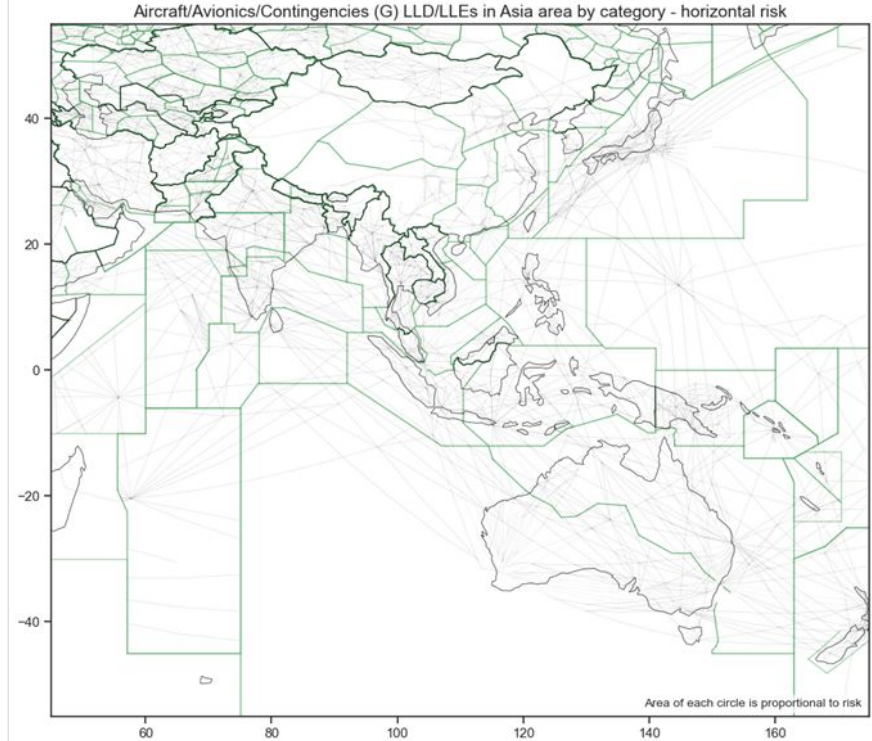 Aircraft/Avionics/Contingencies (G) LLD/LLEs in Asia area by category - horizontal risk
40
20
0
−20
−40
Area of each circle is proportional to risk
60 80 100 120 140 160